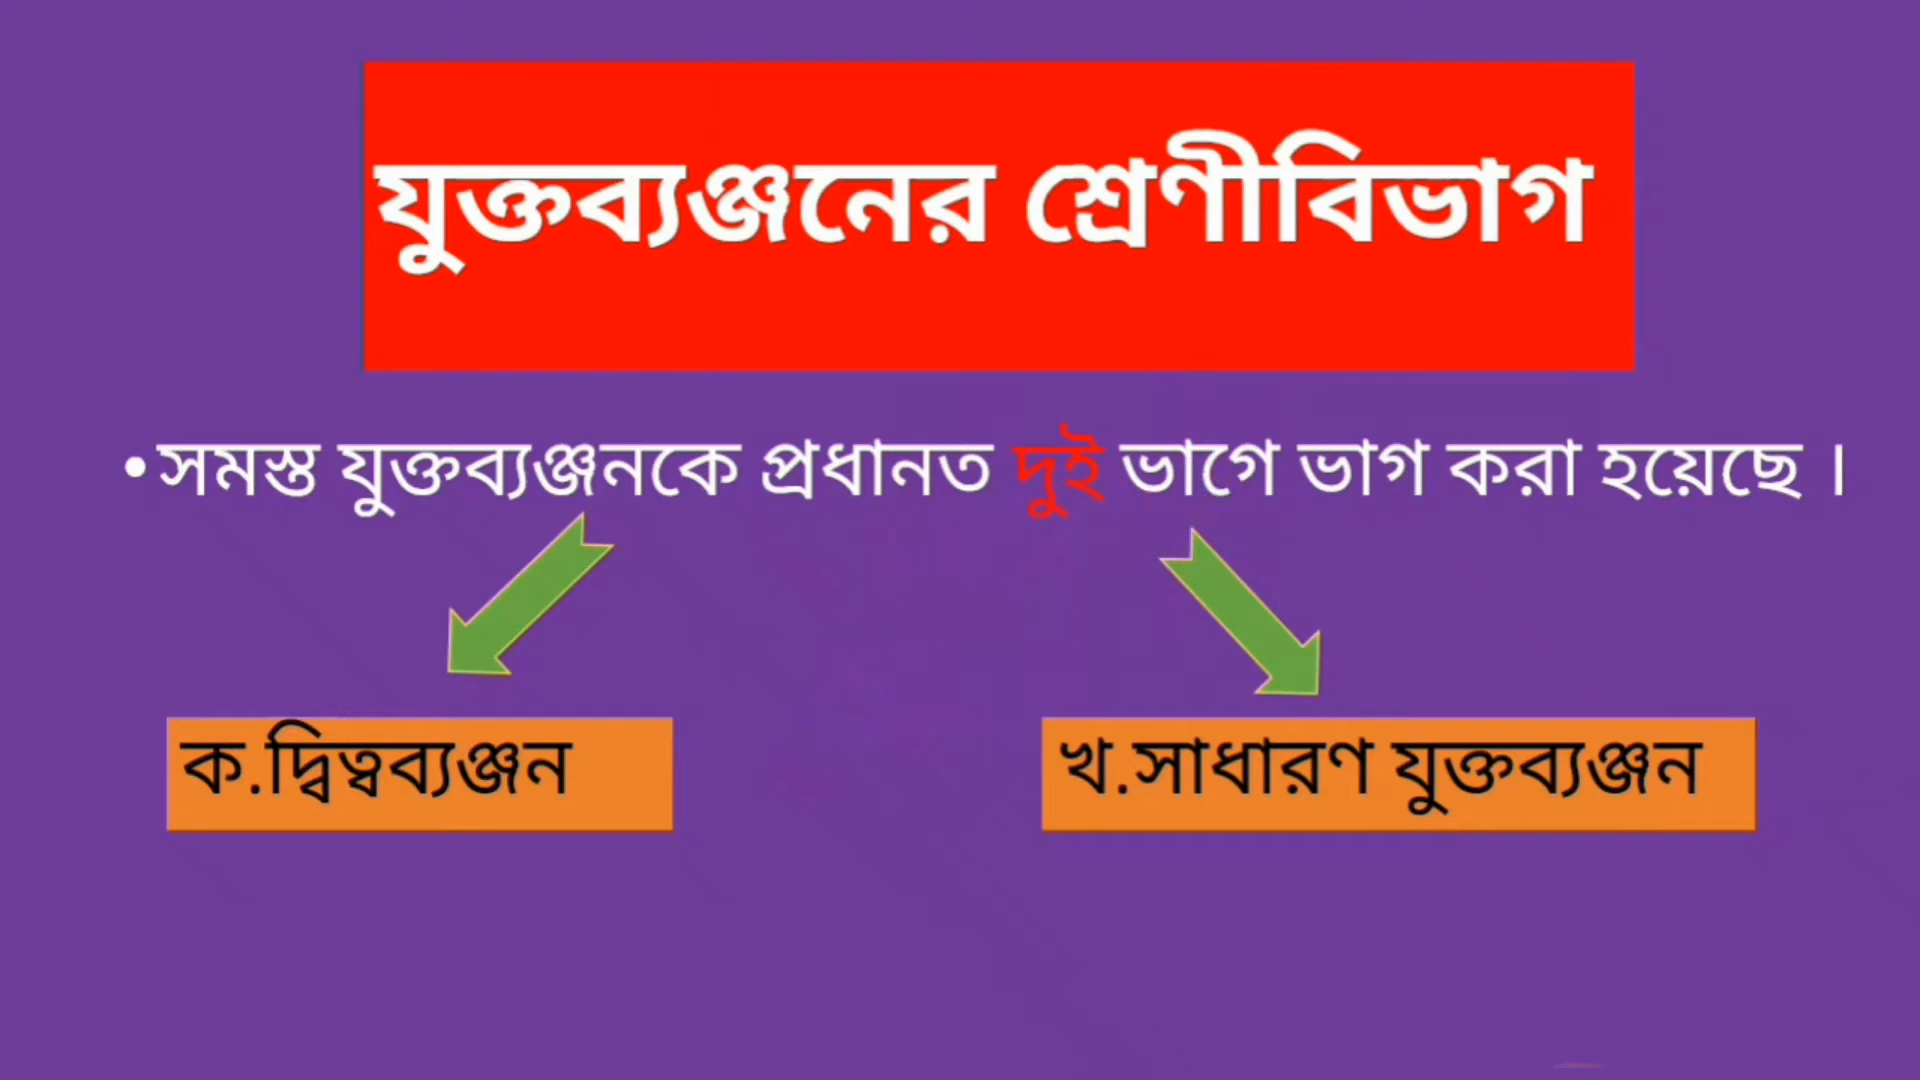 যুক্তব্যঞ্জনের শ্রেণীবিভাগ
•সমস্ত যুক্তব্যঞ্জনকে প্রধানত দুই ভাগে ভাগ করা হয়েছে ।
ক.দ্বিত্বব্যঞ্জন
খ.সাধারণ যুক্তব্যঞ্জন